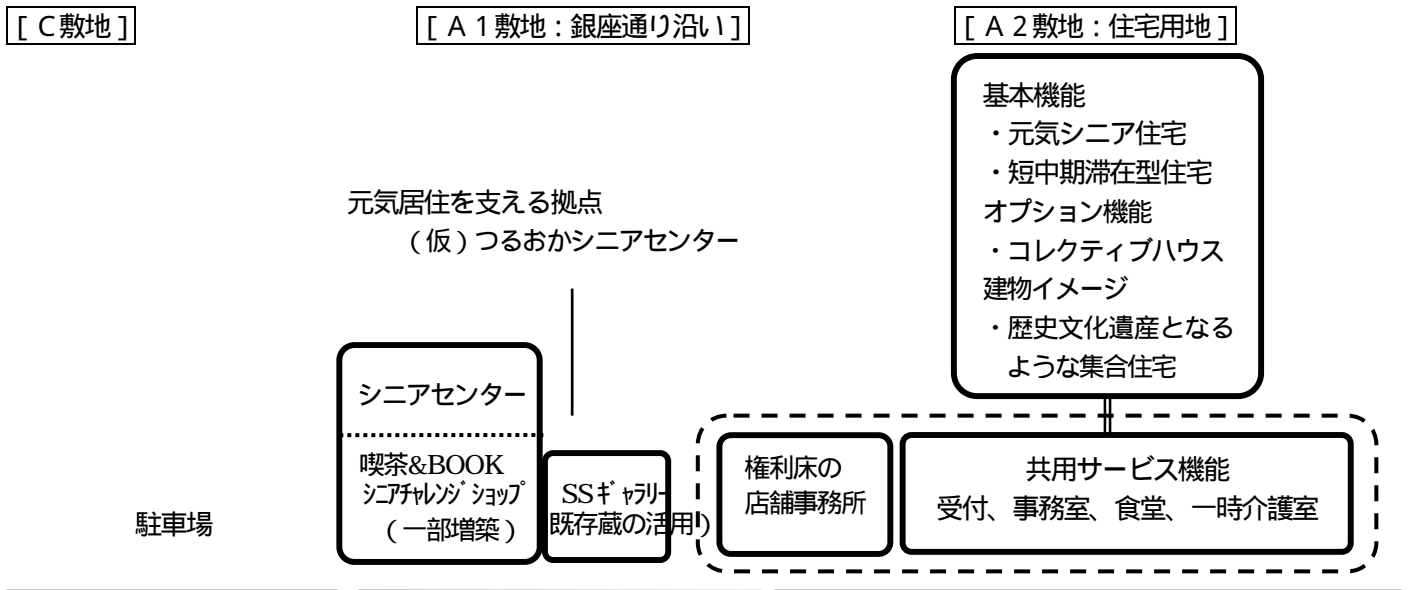 [ C敷地 ]
[ A1敷地:銀座通り沿い ]
[ A2敷地:住宅用地 ]
基本機能
・元気シニア住宅
・短中期滞在型住宅
オプション機能
・コレクティブハウス
建物イメージ
・歴史文化遺産となる
ような集合住宅
元気居住を支える拠点
(仮)つるおかシニアセンター
シニアセンター
喫茶&BOOK
ｼﾆｱﾁｬﾚﾝｼﾞｼｮｯﾌﾟ
(一部増築)
SSｷﾞｬﾗﾘｰ
既存蔵の活用)
権利床の
店舗事務所
共用サービス機能
受付、事務室、食堂、一時介護室
駐車場